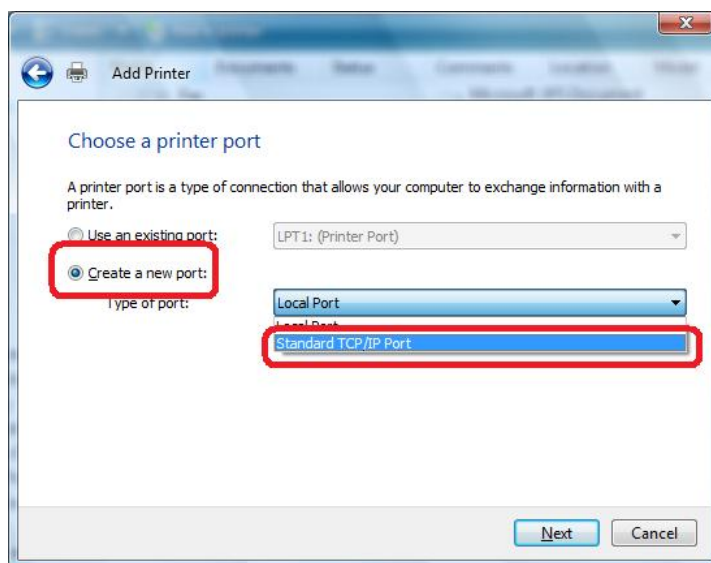 Add Printer
Choose a printer port
A printer port is a type of connection that allows your computer to exchange information with a
printer.
Use an existing port: LPT1: (Printer Port)
Create a new port:
Type of port: Local Port
Local Port
Standard TCP/IP Port
Next Cancel